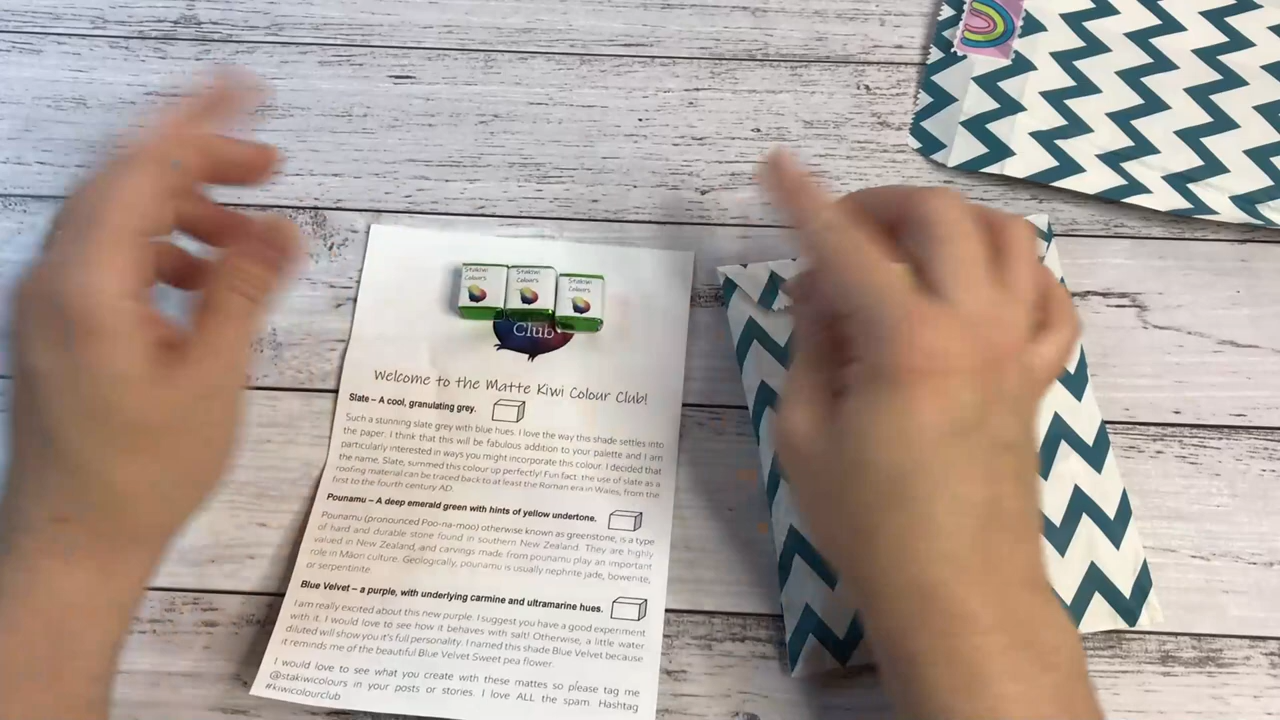 Stakiwi Colours
Stakiwi Colours
Stakiwi Colours
Club
Welcome to the Matte Kiwi Colour Club!
Slate – A cool, granulating grey.
Such a stunning slate grey with blue hues. I love the way this shade settles into
the paper. I think that this will be fabulous addition to your palette and I am
particularly interested in ways you might incorporate this colour. I decided that
the name, Slate, summed this colour up perfectly! Fun fact: the use of slate as a
roofing material can be traced back to at least the Roman era in Wales, from the
first to the fourth century AD.
Pounamu – A deep emerald green with hints of yellow undertone.
Pounamu (pronounced Poo-na-moo) otherwise known as greenstone, is a type
of hard and durable stone found in southern New Zealand. They are highly
valued in New Zealand, and carvings made from pounamu play an important
role in Māori culture. Geologically, pounamu is usually nephrite jade, bowenite,
or serpentinite.
Blue Velvet – a purple, with underlying carmine and ultramarine hues.
I am really excited about this new purple. I suggest you have a good experiment
with it. I would love to see how it behaves with salt! Otherwise, a little water
diluted will show you it's full personality. I named this shade Blue Velvet because
it reminds me of the beautiful Blue Velvet Sweet pea flower.
I would love to see what you create with these mattes so please tag me
@stakiwicolours in your posts or stories. I love ALL the spam. Hashtag
#kiwicolourclub